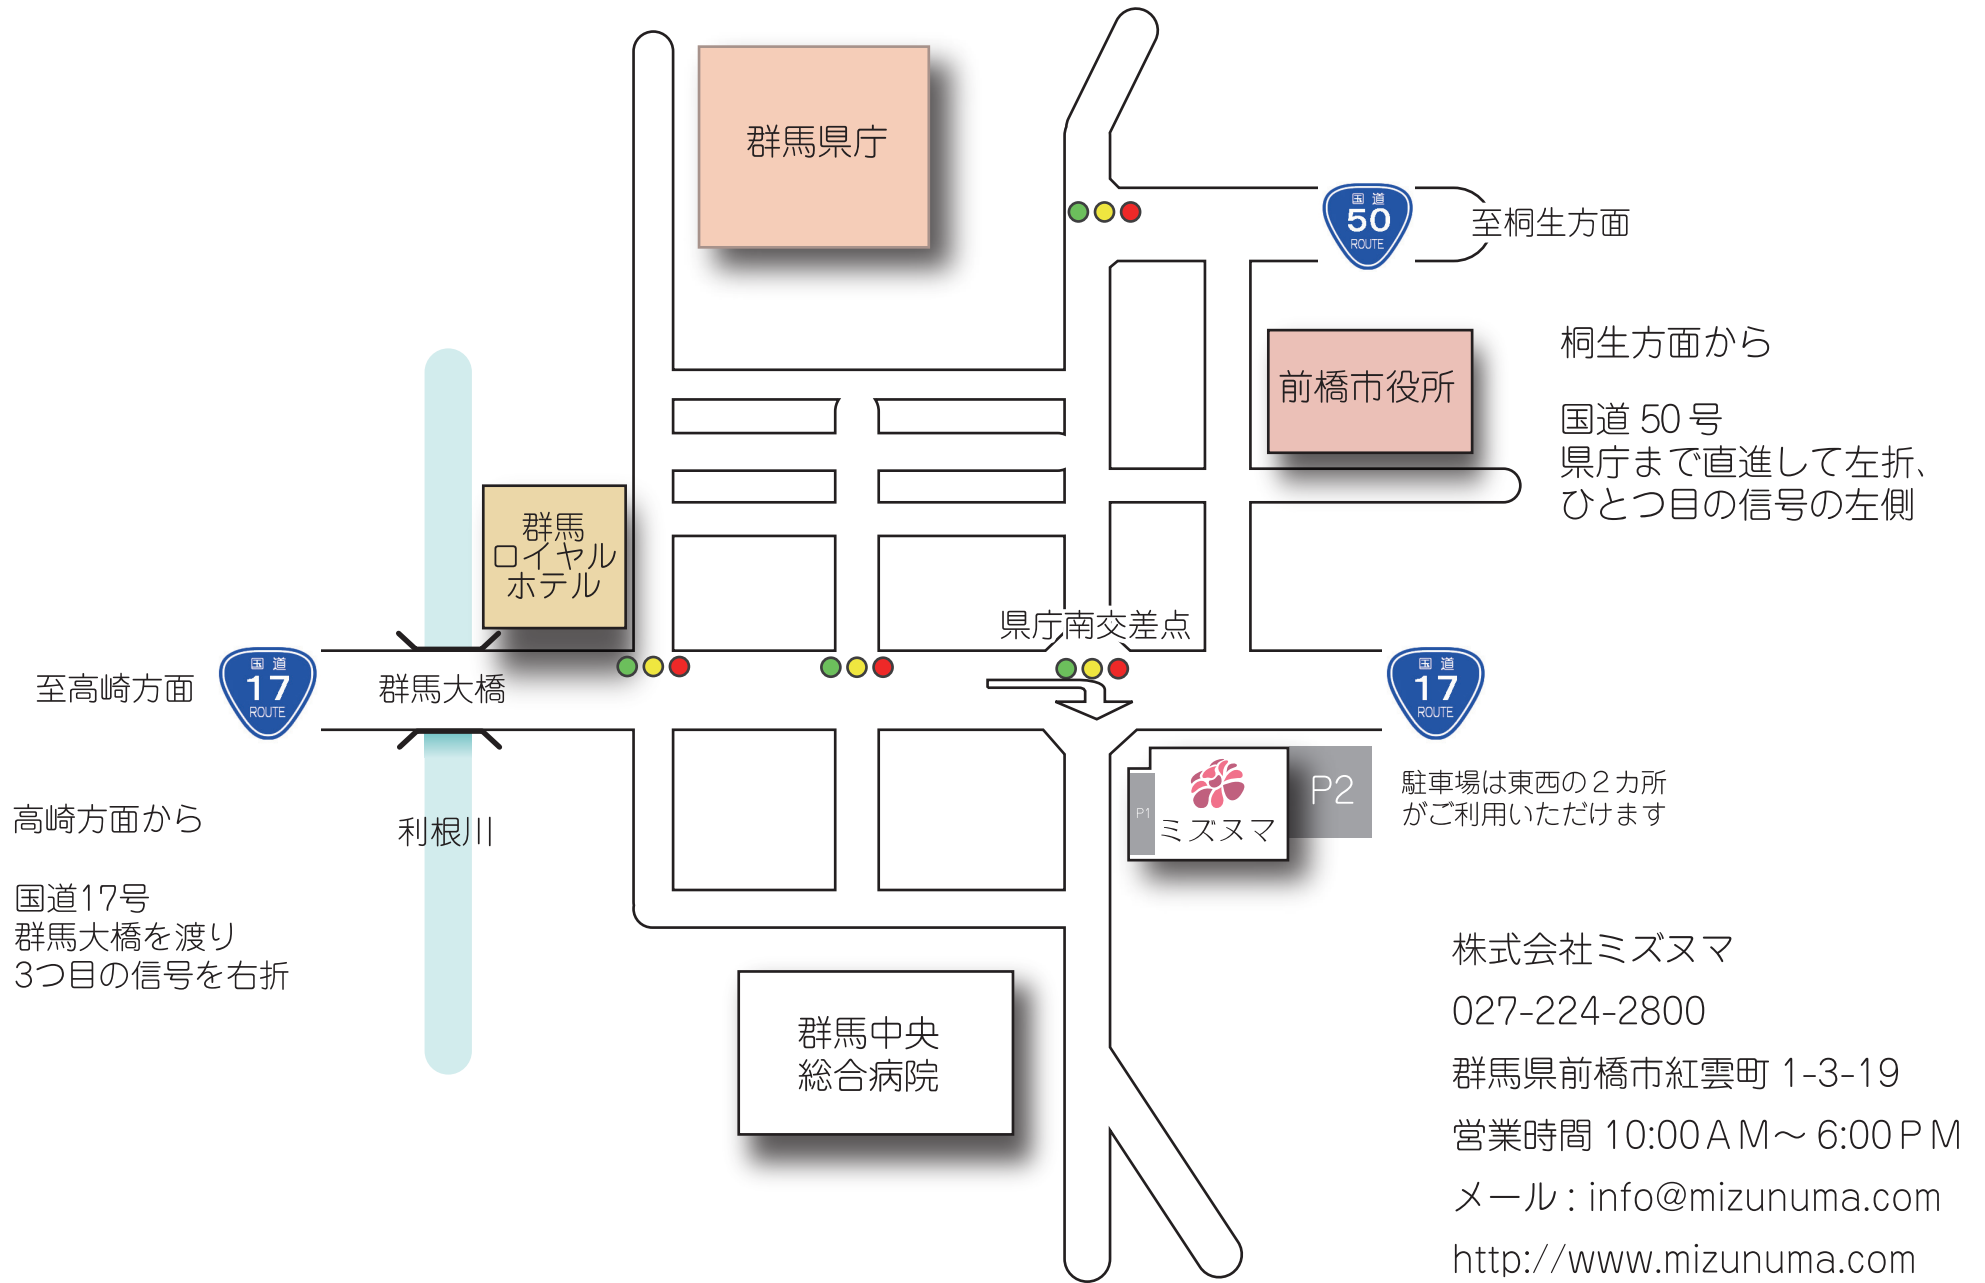 群馬県庁
国道
50
ROUTE
至桐生方面
前橋市役所
桐生方面から
国道 50 号
県庁まで直進して左折、
ひとつ目の信号の左側
群馬
ロイヤル
ホテル
県庁南交差点
至高崎方面
国道
17
ROUTE
群馬大橋
国道
17
ROUTE
P1
ミズヌマ
P2
駐車場は東西の2カ所
がご利用いただけます
高崎方面から
利根川
国道17号
群馬大橋を渡り
3つ目の信号を右折
群馬中央
総合病院
株式会社ミズヌマ
027-224-2800
群馬県前橋市紅雲町 1-3-19
営業時間 10:00ＡＭ～ 6:00ＰＭ
メール : info@mizunuma.com
http://www.mizunuma.com